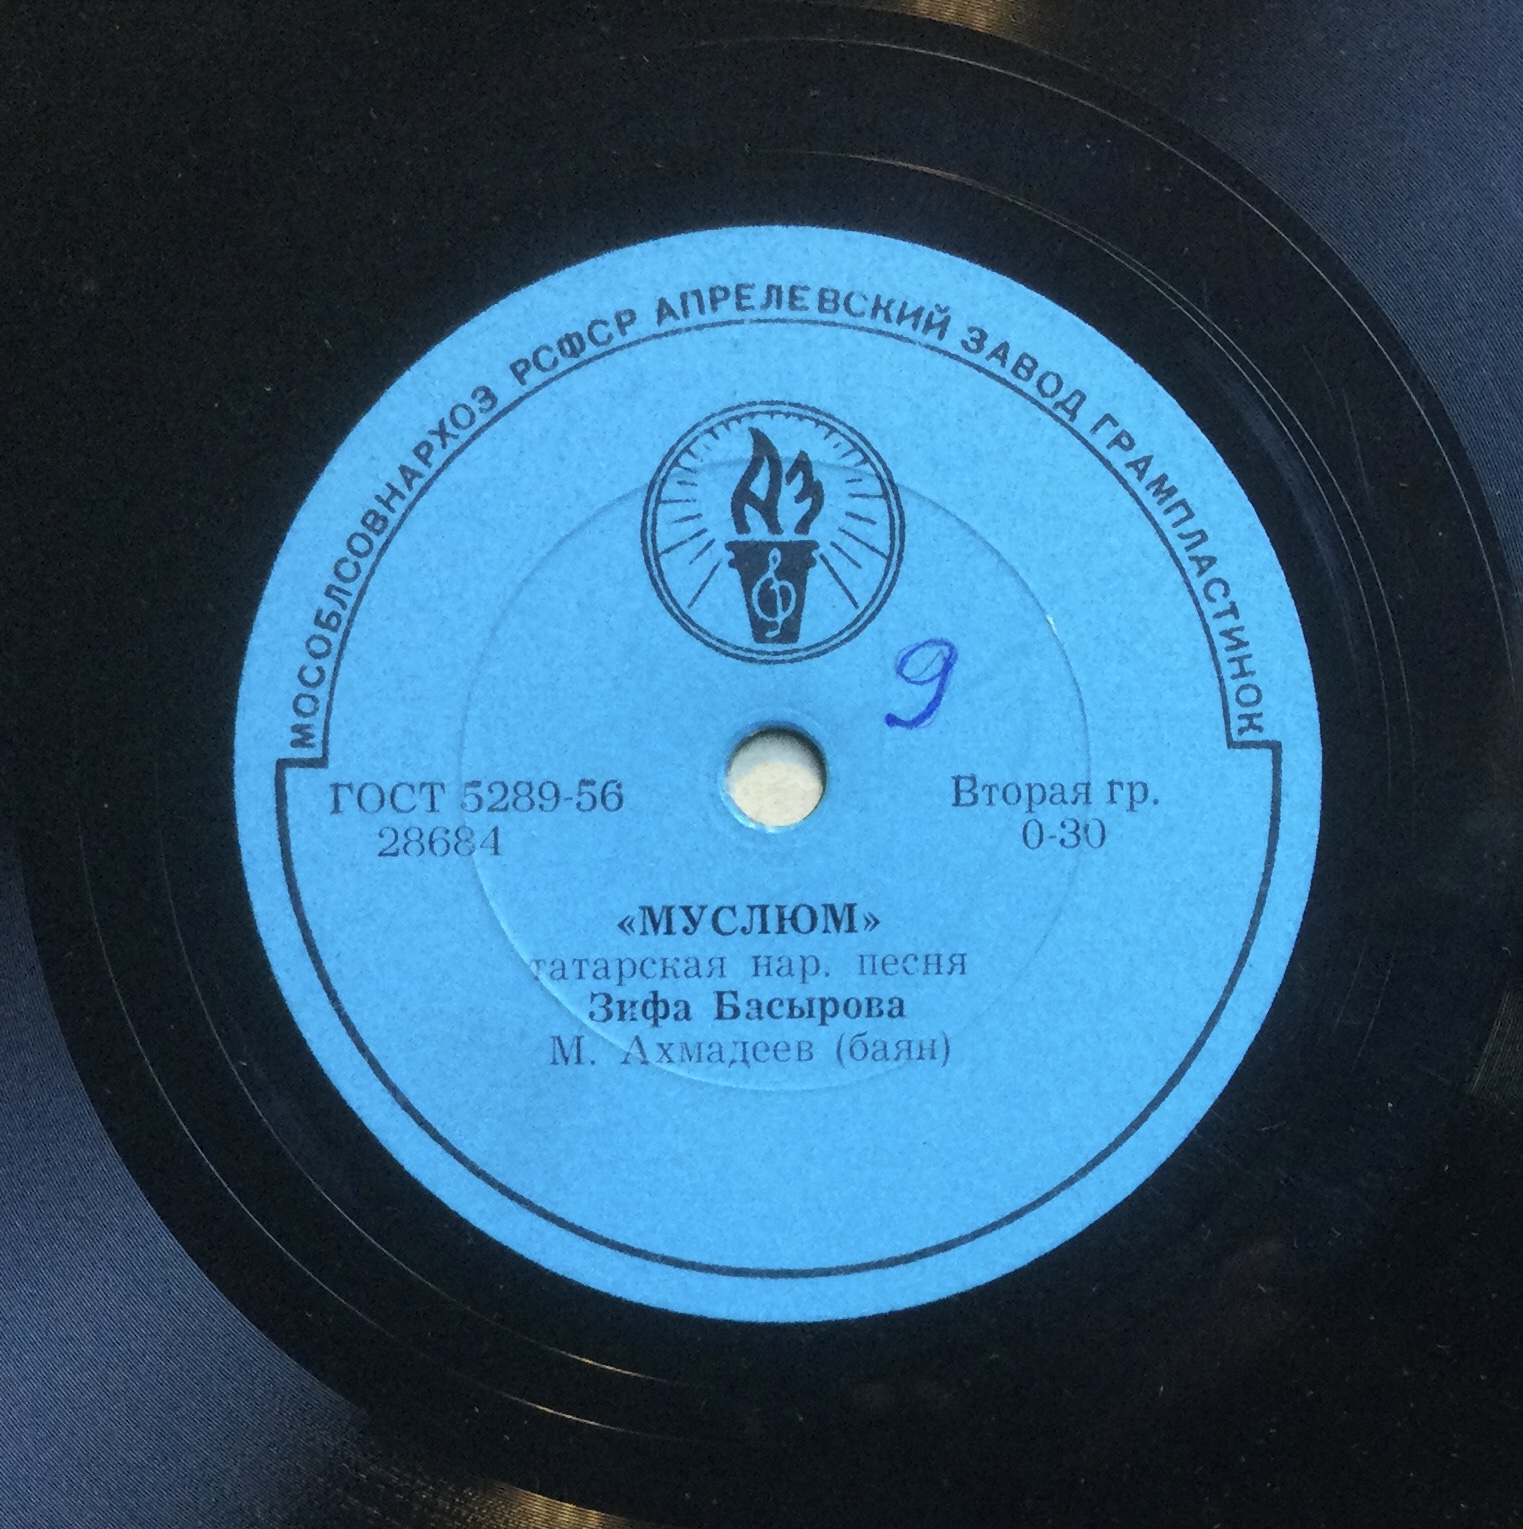 МОСОБЛСОВНАРХОЗ РСФСР АПРЕЛЕВСКИЙ ЗАВОД ГРАМПЛАСТИНОК
АЗ
9
ГОСТ 5289-56
28684
Вторая гр.
0-30
«МУСЛЮМ»
татарская нар. песня
Зифа Басырова
М. Ахмадеев (баян)